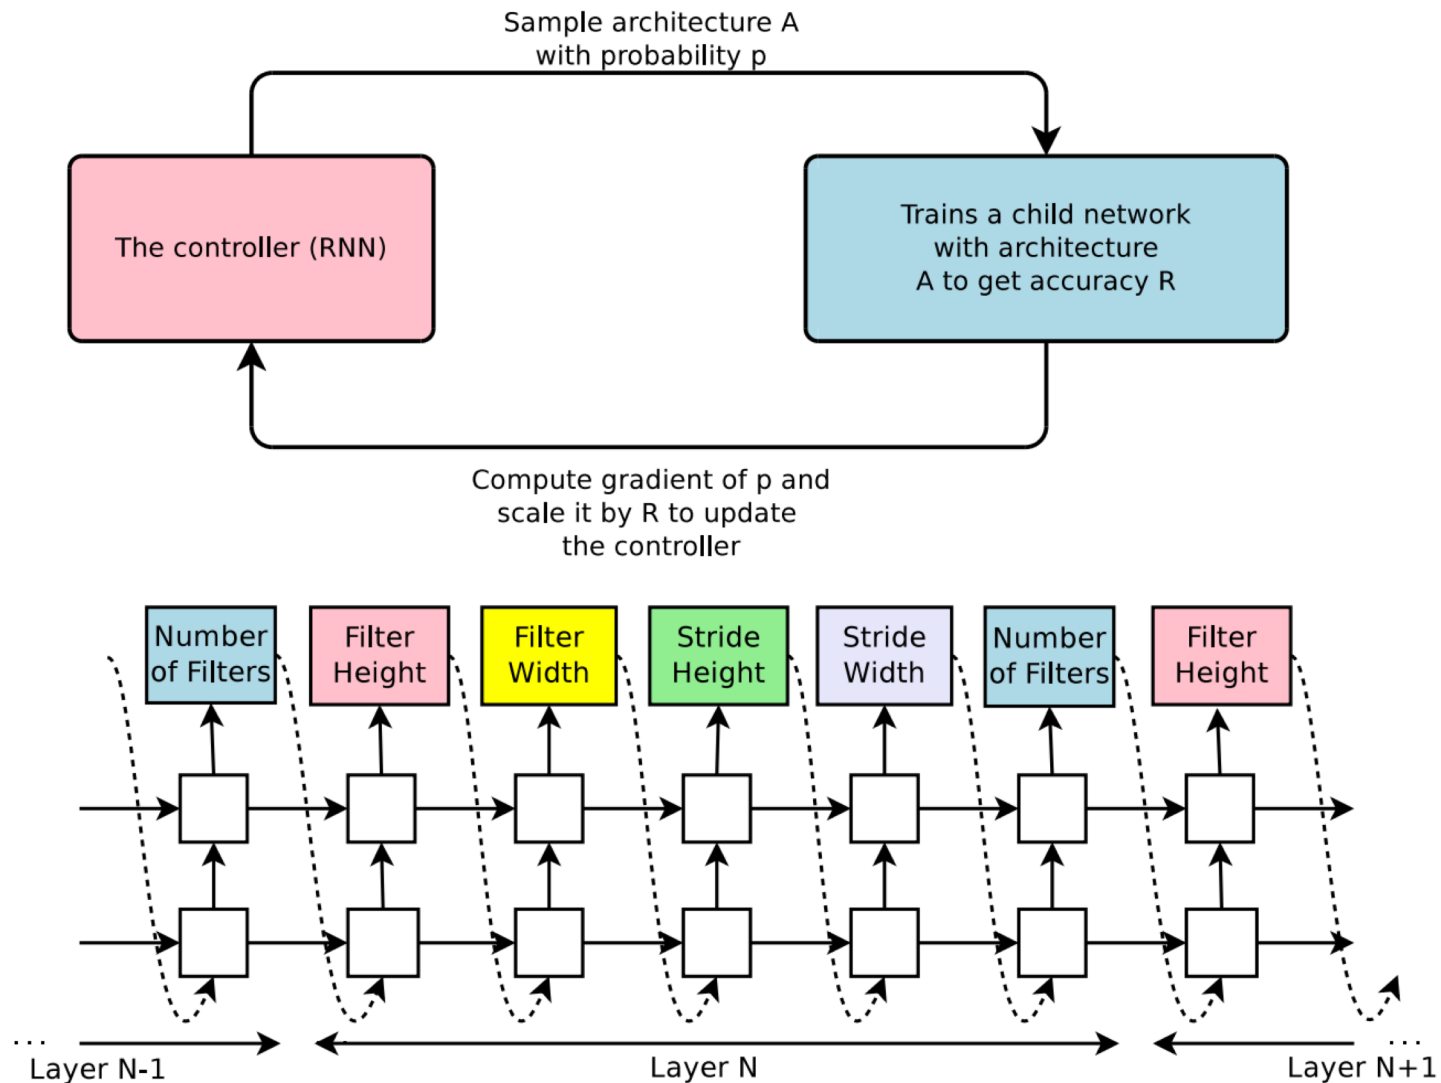 Sample architecture A
with probability p
The controller (RNN)
Trains a child network
with architecture
A to get accuracy R
Compute gradient of p and
scale it by R to update
the controller
Number
of Filters
Filter
Height
Filter
Width
Stride
Height
Stride
Width
Number
of Filters
Filter
Height
...
Layer N-1
Layer N
...
Layer N+1